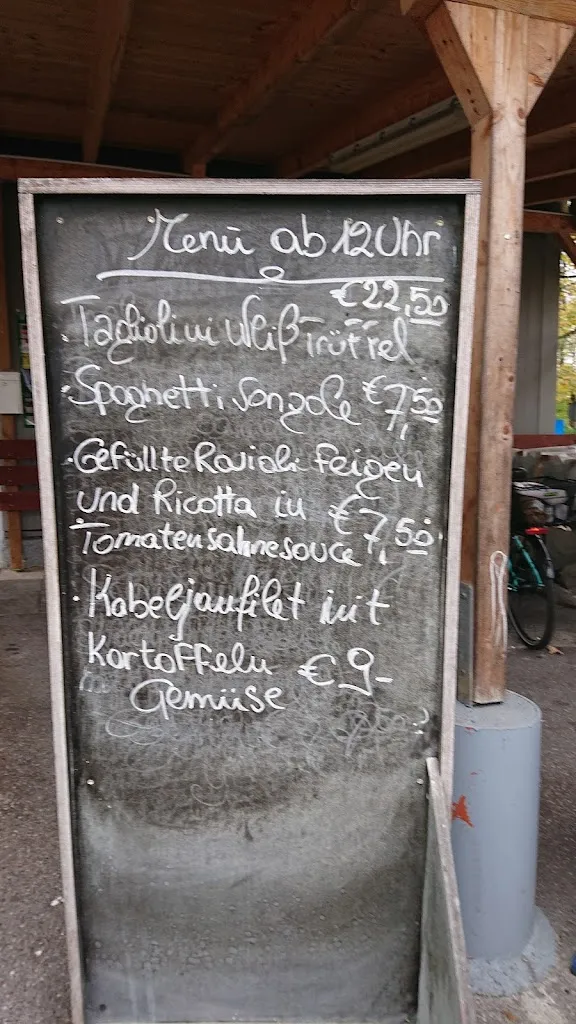 Menü ab 12 Uhr
€22,50
Tagliolini Weißtrüffel
· Spaghetti Songole €7,50
· Gefüllte Ravioli Feigen
und Ricotta in €7,50
Tomatensahnesouce
· Kabeljaufilet mit
Kartoffeln €9-
Gemüse